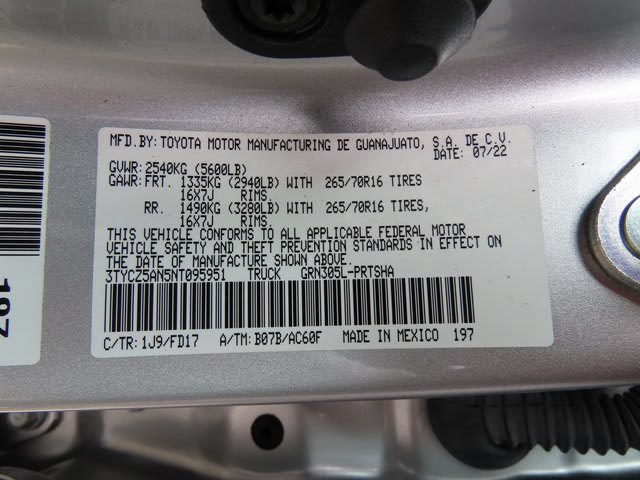 MFD.BY:TOYOTA MOTOR MANUFACTURING DE GUANAJUATO, S.A. DE C.V.
DATE: 07/22
GVWR:2540KG (5600LB)
GAWR:FRT. 1335KG (2940LB) WITH 265/70R16 TIRES
16X7J RIMS.
RR. 1490KG (3280LB) WITH 265/70R16 TIRES,
16X7J RIMS.
THIS VEHICLE CONFORMS TO ALL APPLICABLE FEDERAL MOTOR
VEHICLE SAFETY AND THEFT PREVENTION STANDARDS IN EFFECT ON
THE DATE OF MANUFACTURE SHOWN ABOVE.
3TYCZ5AN5NT095951 TRUCK GRN305L-PRTSHA
C/TR:1J9/FD17 A/TM:B07B/AC60F MADE IN MEXICO 197
197